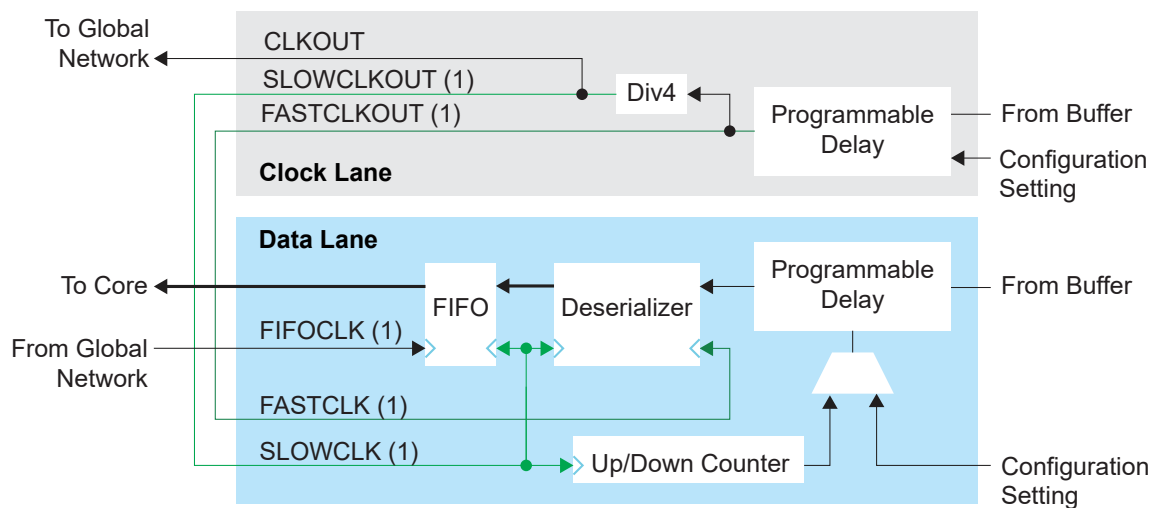 To Global
Network
CLKOUT
SLOWCLKOUT (1)
FASTCLKOUT (1)
Div4
Programmable
Delay
From Buffer
Configuration
Setting
Clock Lane
Data Lane
To Core
FIFO
Deserializer
Programmable
Delay
From Buffer
FIFOCLK (1)
From Global
Network
FASTCLK (1)
SLOWCLK (1)
Up/Down Counter
Configuration
Setting